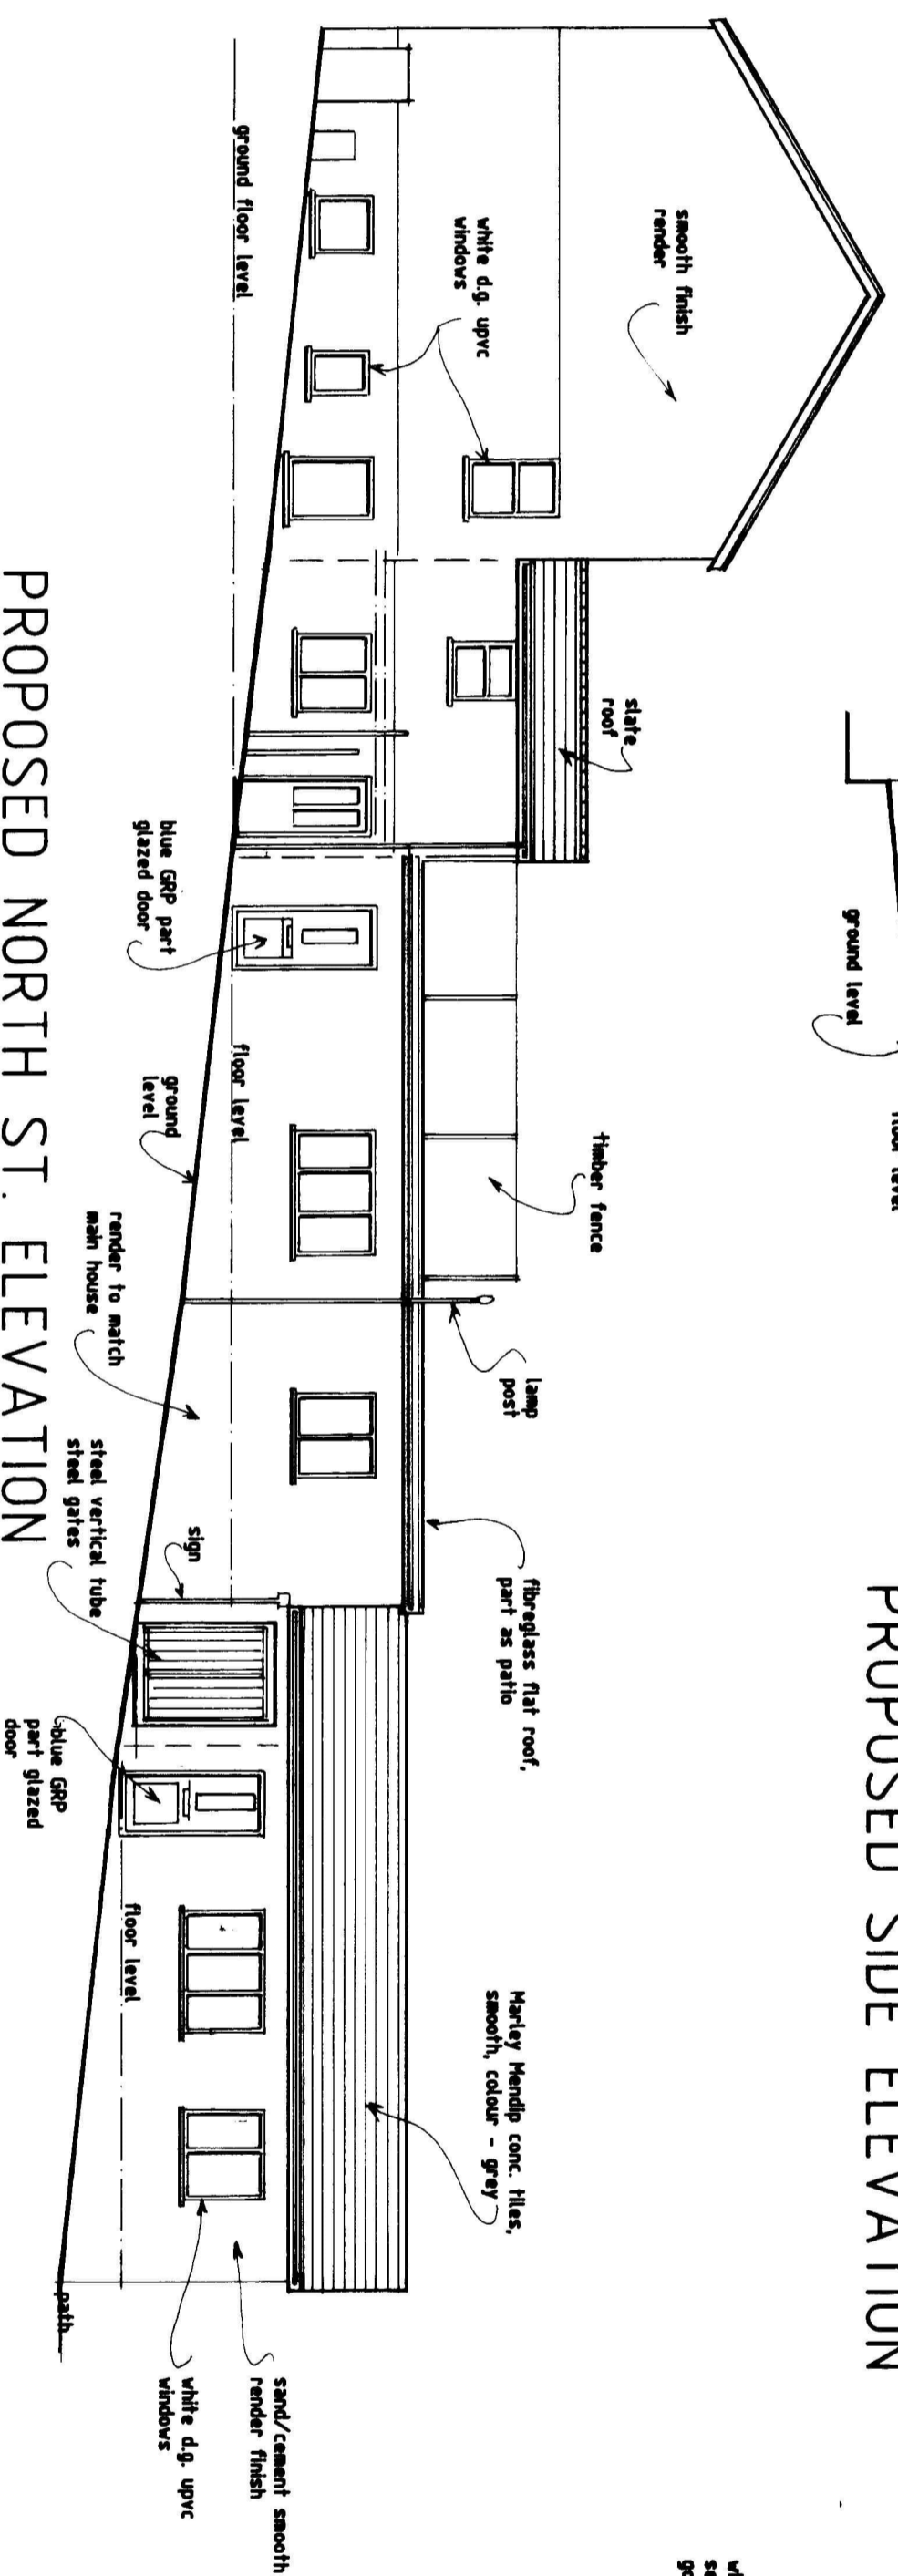 PROPOSED SIDE ELEVATION
ground level
smooth finish
render
slate
roof
timber fence
lamp
post
fibreglass flat roof,
part as patio
Marley Mendip conc. tiles,
smooth, colour - grey
white d.g. upvc
windows
ground floor level
floor level
blue GRP part
glazed door
ground
level
render to match
main house
sign
steel vertical tube
steel gates
floor level
blue GRP
part glazed
door
sand/cement smooth
render finish
white d.g. upvc
windows
path
PROPOSED NORTH ST. ELEVATION